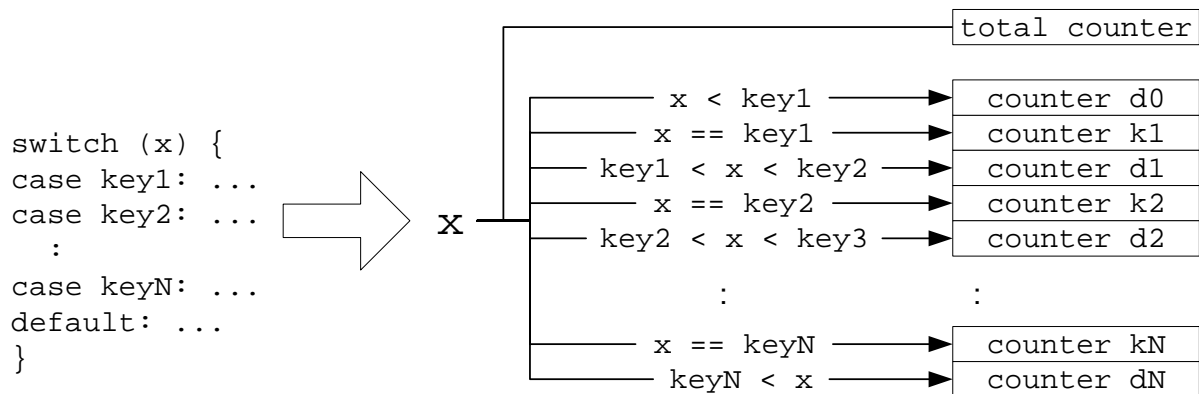 total counter
switch (x) {
case key1: ...
case key2: ...
:
case keyN: ...
default: ...
}
x
x < key1 counter d0
x == key1 counter k1
key1 < x < key2 counter d1
x == key2 counter k2
key2 < x < key3 counter d2
: :
x == keyN counter kN
keyN < x counter dN